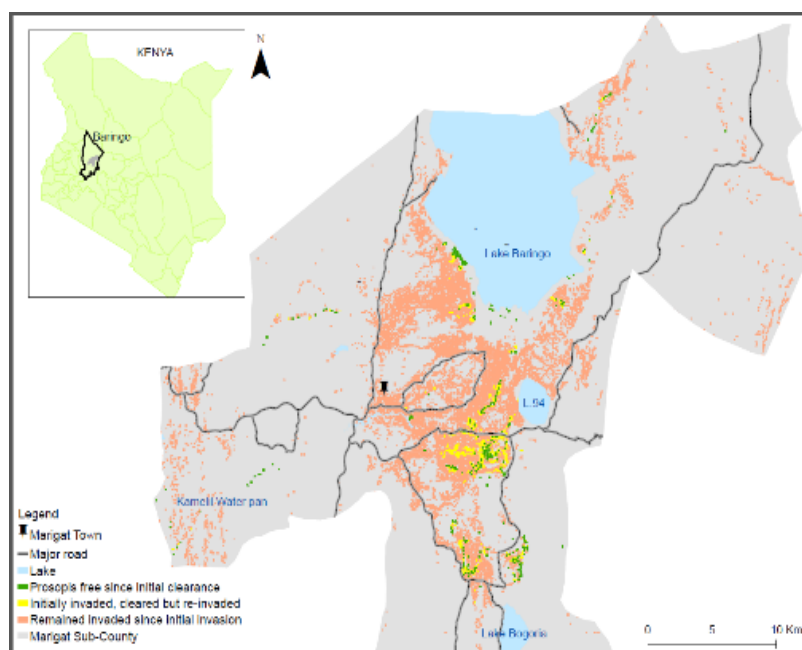 KENYA
N
Baringo
Lake Baringo
L.94
Kamelil Water pan
Legend
Marigat Town
Major road
Lake
Prosopis free since initial clearance
Initially invaded, cleared but re-invaded
Remained invaded since initial invasion
Marigat Sub-County
Lake Bogoria
0 5 10 Km